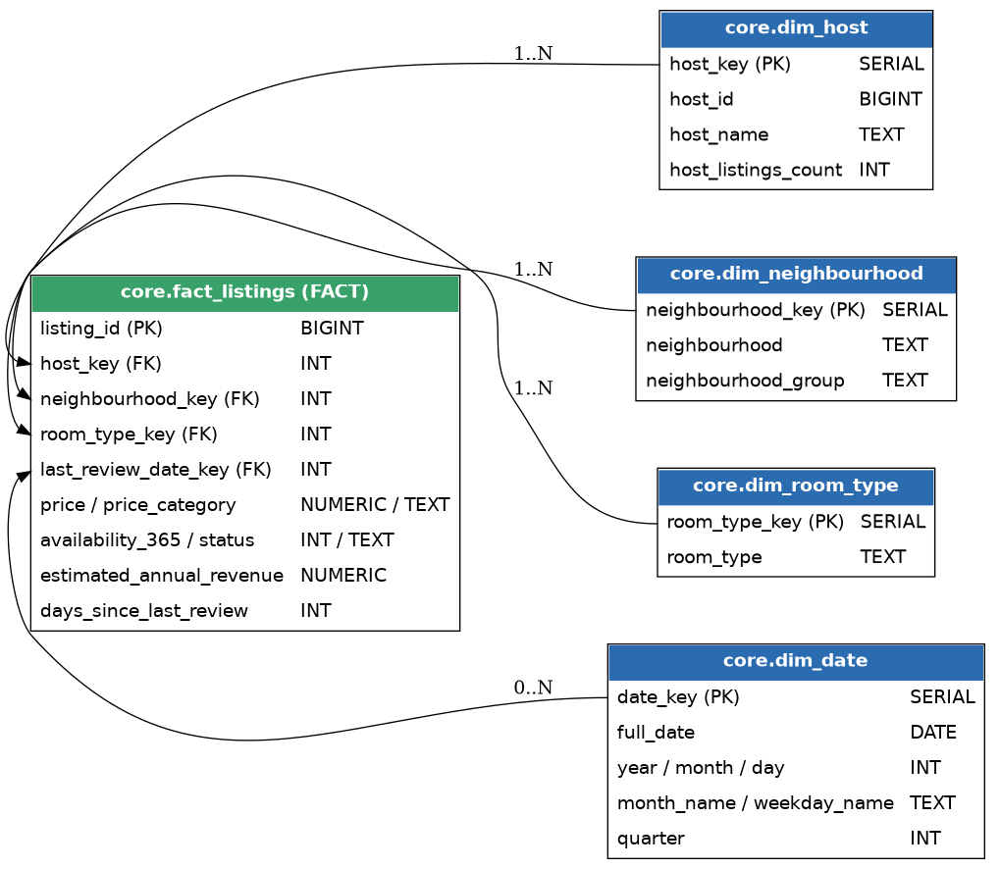 core.dim_host
1..N
host_key (PK) SERIAL
host_id BIGINT
host_name TEXT
host_listings_count INT
core.dim_neighbourhood
1..N
neighbourhood_key (PK) SERIAL
neighbourhood TEXT
neighbourhood_group TEXT
core.fact_listings (FACT)
listing_id (PK) BIGINT
host_key (FK) INT
neighbourhood_key (FK) INT
room_type_key (FK) INT
last_review_date_key (FK) INT
price / price_category NUMERIC / TEXT
availability_365 / status INT / TEXT
estimated_annual_revenue NUMERIC
days_since_last_review INT
1..N
core.dim_room_type
room_type_key (PK) SERIAL
room_type TEXT
core.dim_date
0..N
date_key (PK) SERIAL
full_date DATE
year / month / day INT
month_name / weekday_name TEXT
quarter INT